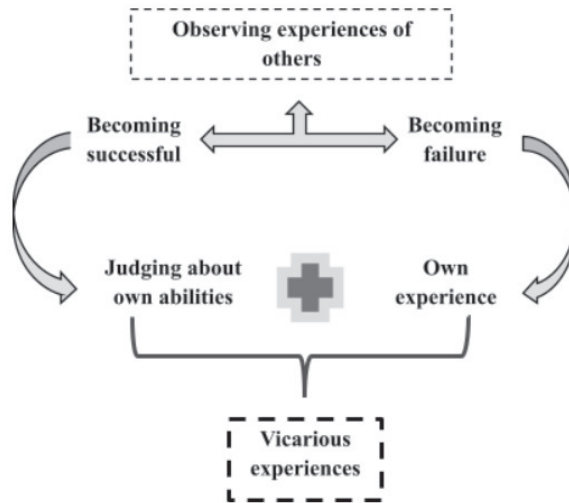 Observing experiences of
others
Becoming
successful
Becoming
failure
Judging about
own abilities
Own
experience
Vicarious
experiences